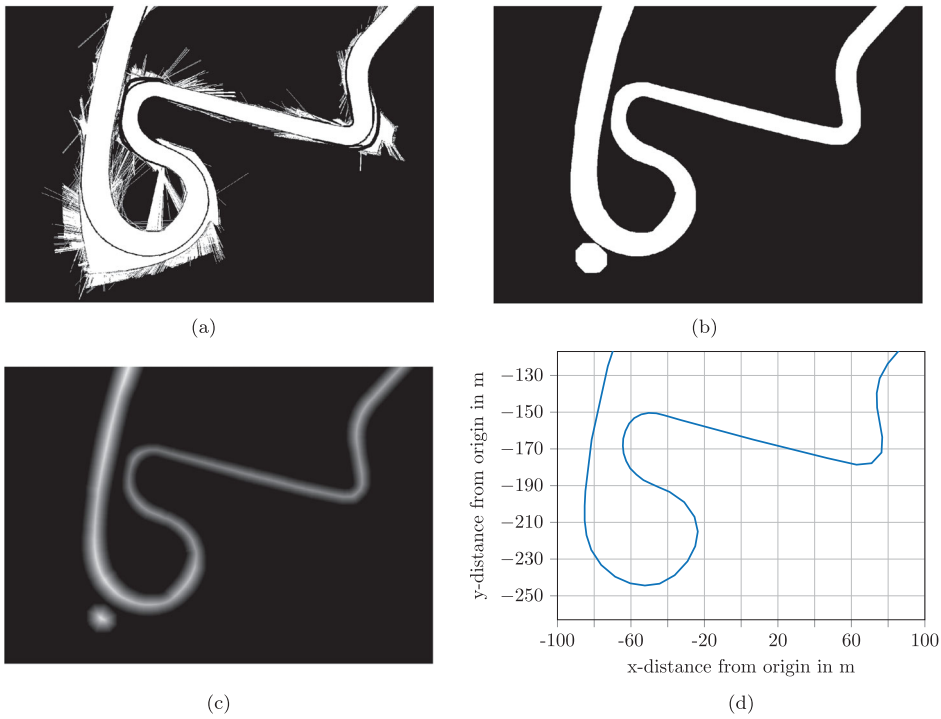 (a)
(b)
(c)
y-distance from origin in m
−130
−150
−170
−190
−210
−230
−250
-100 -60 -20 20 60 100
x-distance from origin in m
(d)